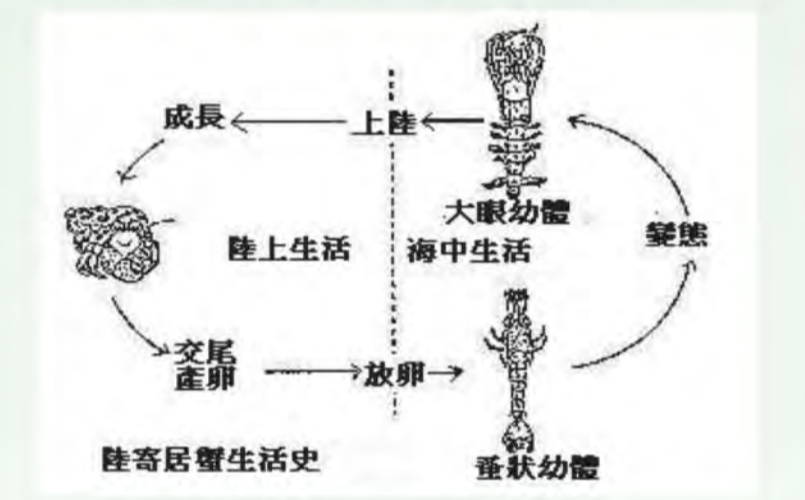 成長
上陸
大眼幼體
變態
陸上生活
海中生活
交尾
產卵
放卵
陸寄居蟹生活史
蚤狀幼體